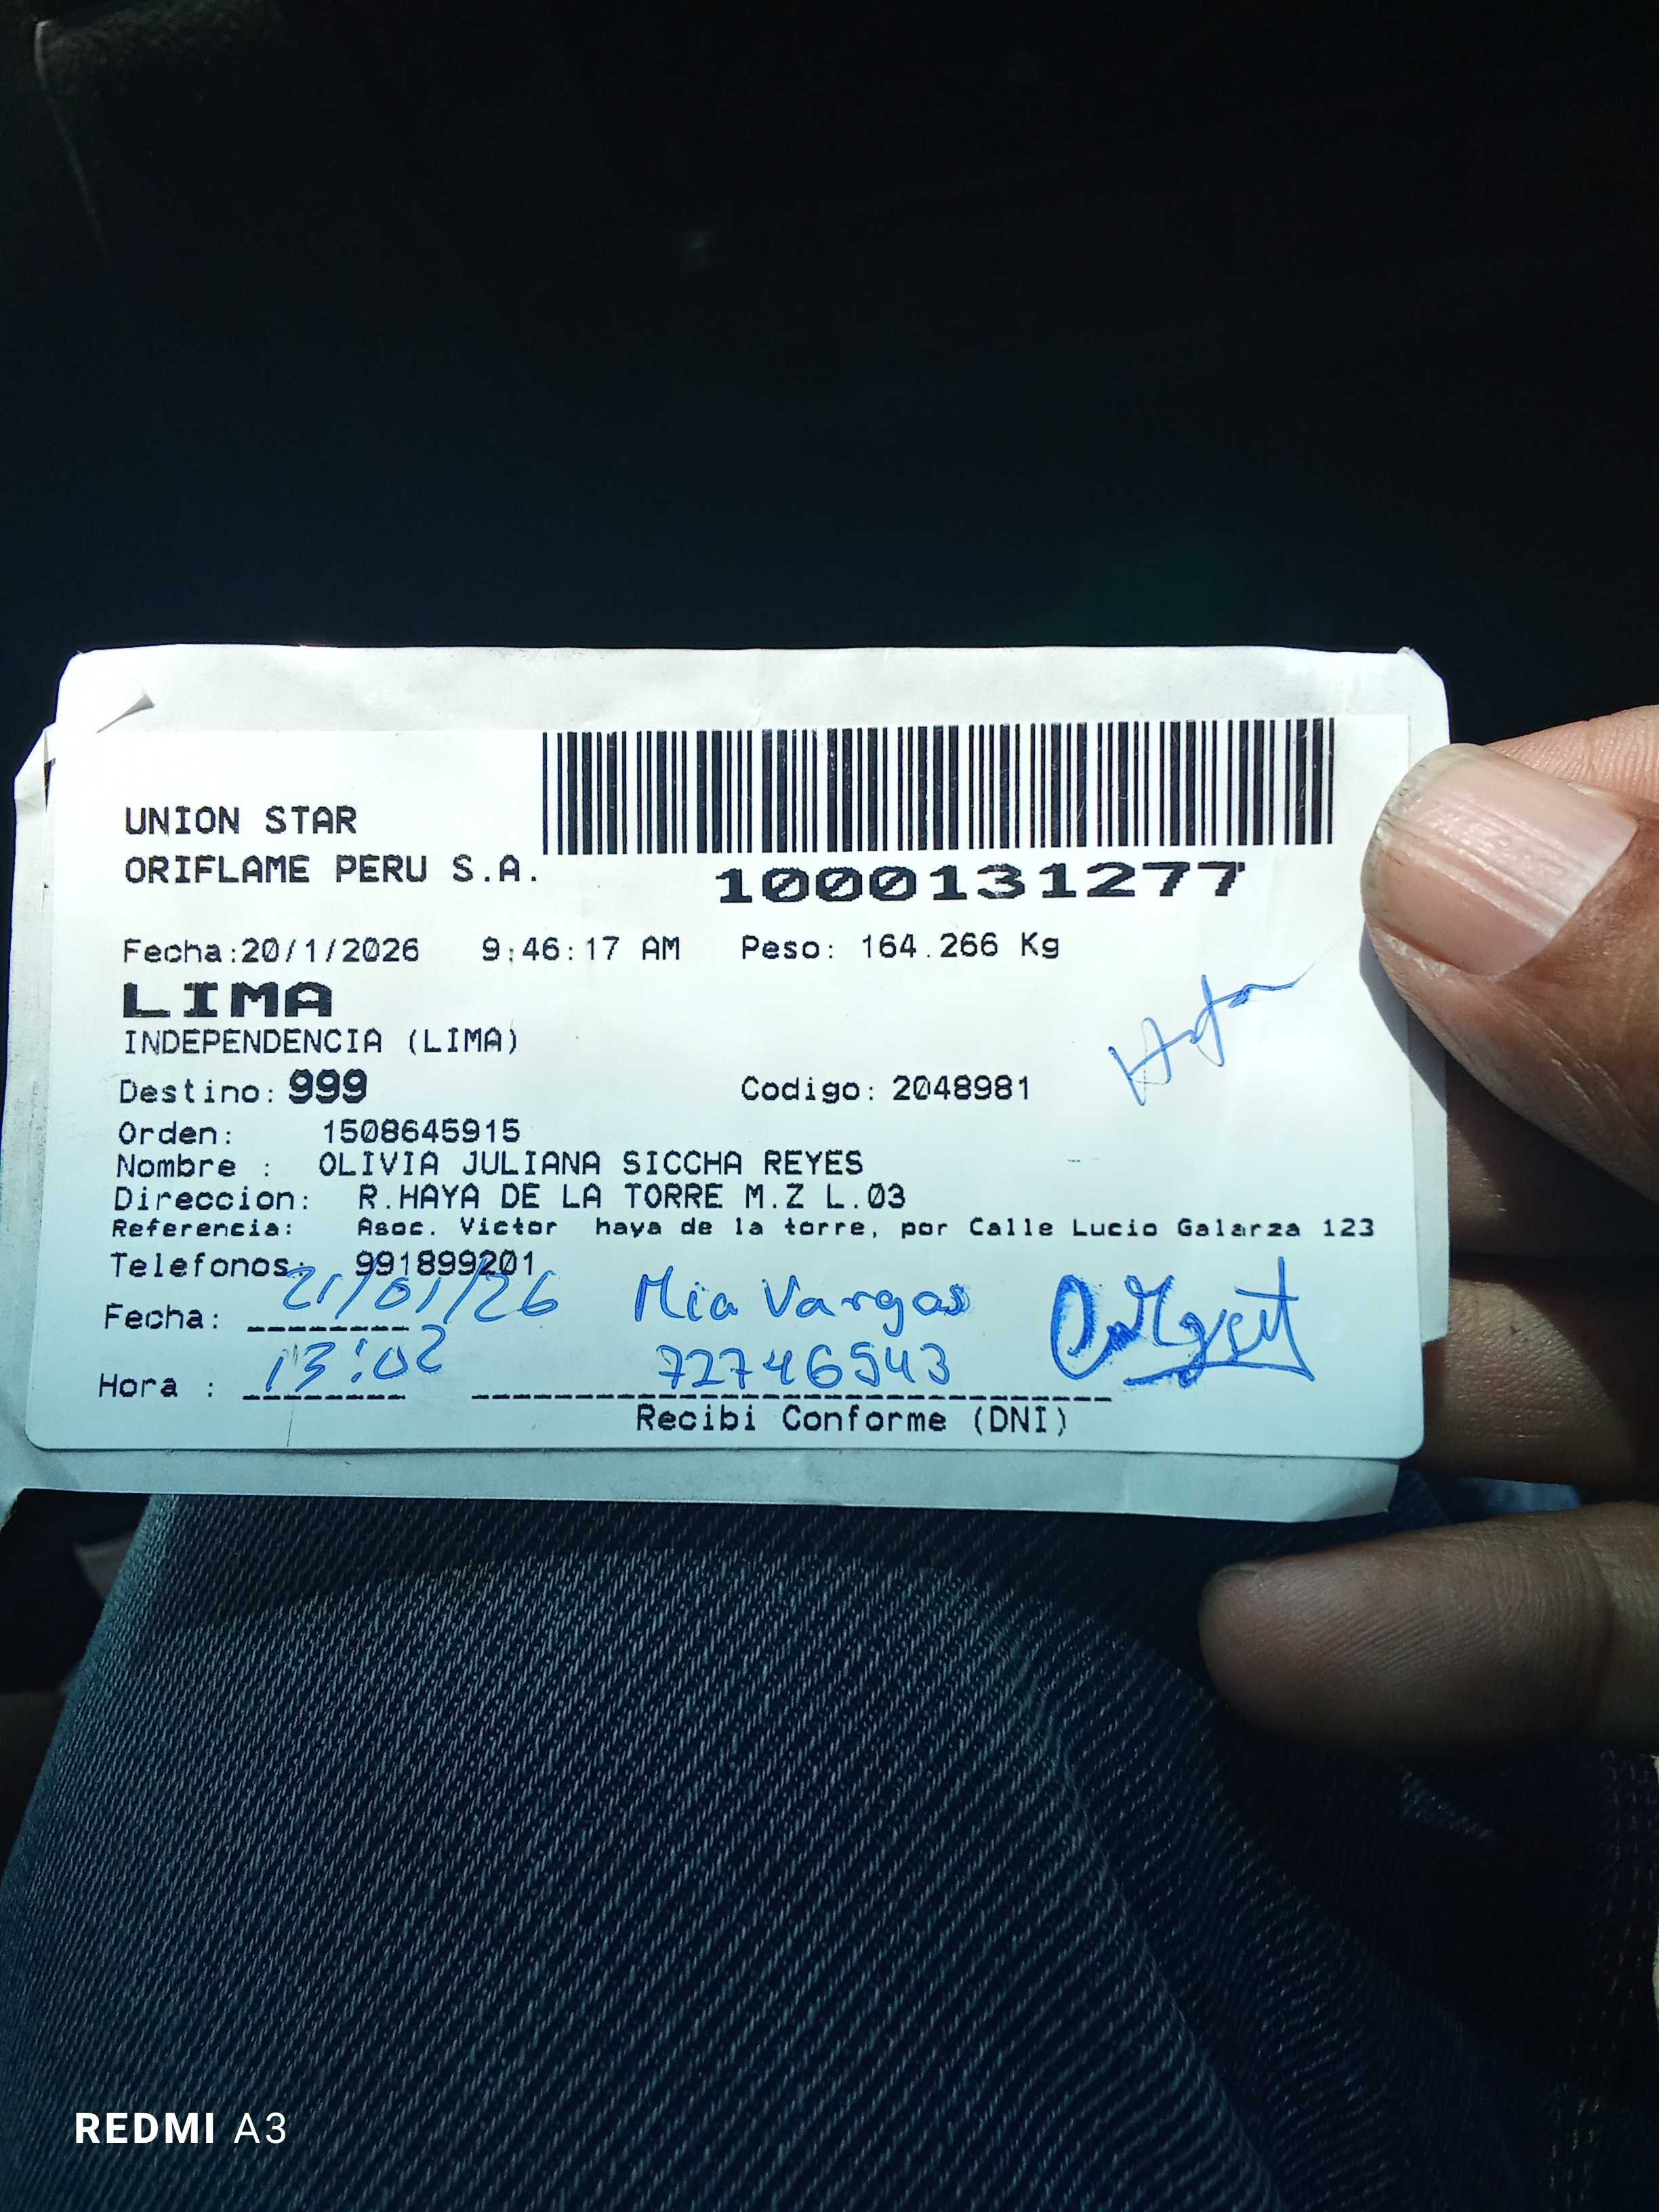 UNION STAR
ORIFLAME PERU S.A.
1000131277
Fecha:20/1/2026 9:46:17 AM Peso: 164.266 Kg
LIMA
INDEPENDENCIA (LIMA)
Destino: 999 Codigo: 2048981
Orden: 1508645915
Nombre : OLIVIA JULIANA SICCHA REYES
Direccion: R.HAYA DE LA TORRE M.Z L.03
Referencia: Asoc. Victor haya de la torre, por Calle Lucio Galarza 123
Telefonos: 991899201
Fecha: 21/01/26 Mia Vargas
Hora : 13:02 72746543
Recibi Conforme (DNI)
REDMI A3